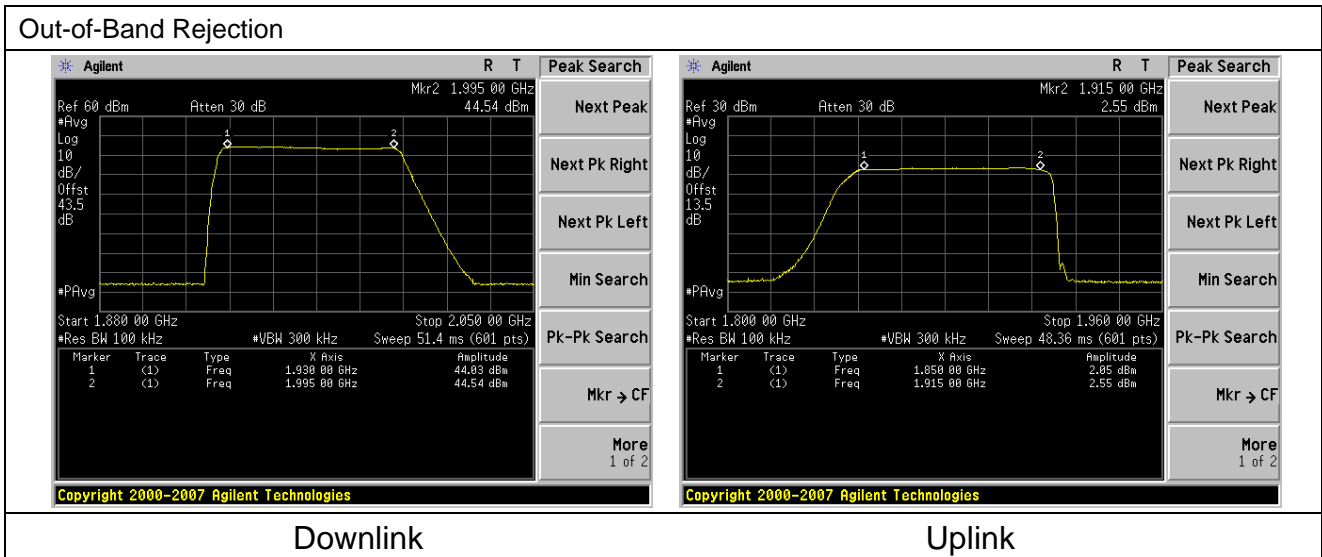 Out-of-Band Rejection
Agilent R T Peak Search
Mkr2 1.995 00 GHz
Ref 60 dBm Atten 30 dB 44.54 dBm
#Avg
Log
10
dB/
Offst
43.5
dB
#PAvg
1
2
Start 1.880 00 GHz Stop 2.050 00 GHz
#Res BW 100 kHz #VBW 300 kHz Sweep 51.4 ms (601 pts)
Marker Trace Type X Axis Amplitude
1 (1) Freq 1.930 00 GHz 44.03 dBm
2 (1) Freq 1.995 00 GHz 44.54 dBm
Next Peak
Next Pk Right
Next Pk Left
Min Search
Pk-Pk Search
Mkr → CF
More
1 of 2
Copyright 2000-2007 Agilent Technologies
Downlink
Agilent R T Peak Search
Mkr2 1.915 00 GHz
Ref 30 dBm Atten 30 dB 2.55 dBm
#Avg
Log
10
dB/
Offst
13.5
dB
#PAvg
1
2
Start 1.800 00 GHz Stop 1.960 00 GHz
#Res BW 100 kHz #VBW 300 kHz Sweep 48.36 ms (601 pts)
Marker Trace Type X Axis Amplitude
1 (1) Freq 1.850 00 GHz 2.05 dBm
2 (1) Freq 1.915 00 GHz 2.55 dBm
Next Peak
Next Pk Right
Next Pk Left
Min Search
Pk-Pk Search
Mkr → CF
More
1 of 2
Copyright 2000-2007 Agilent Technologies
Uplink